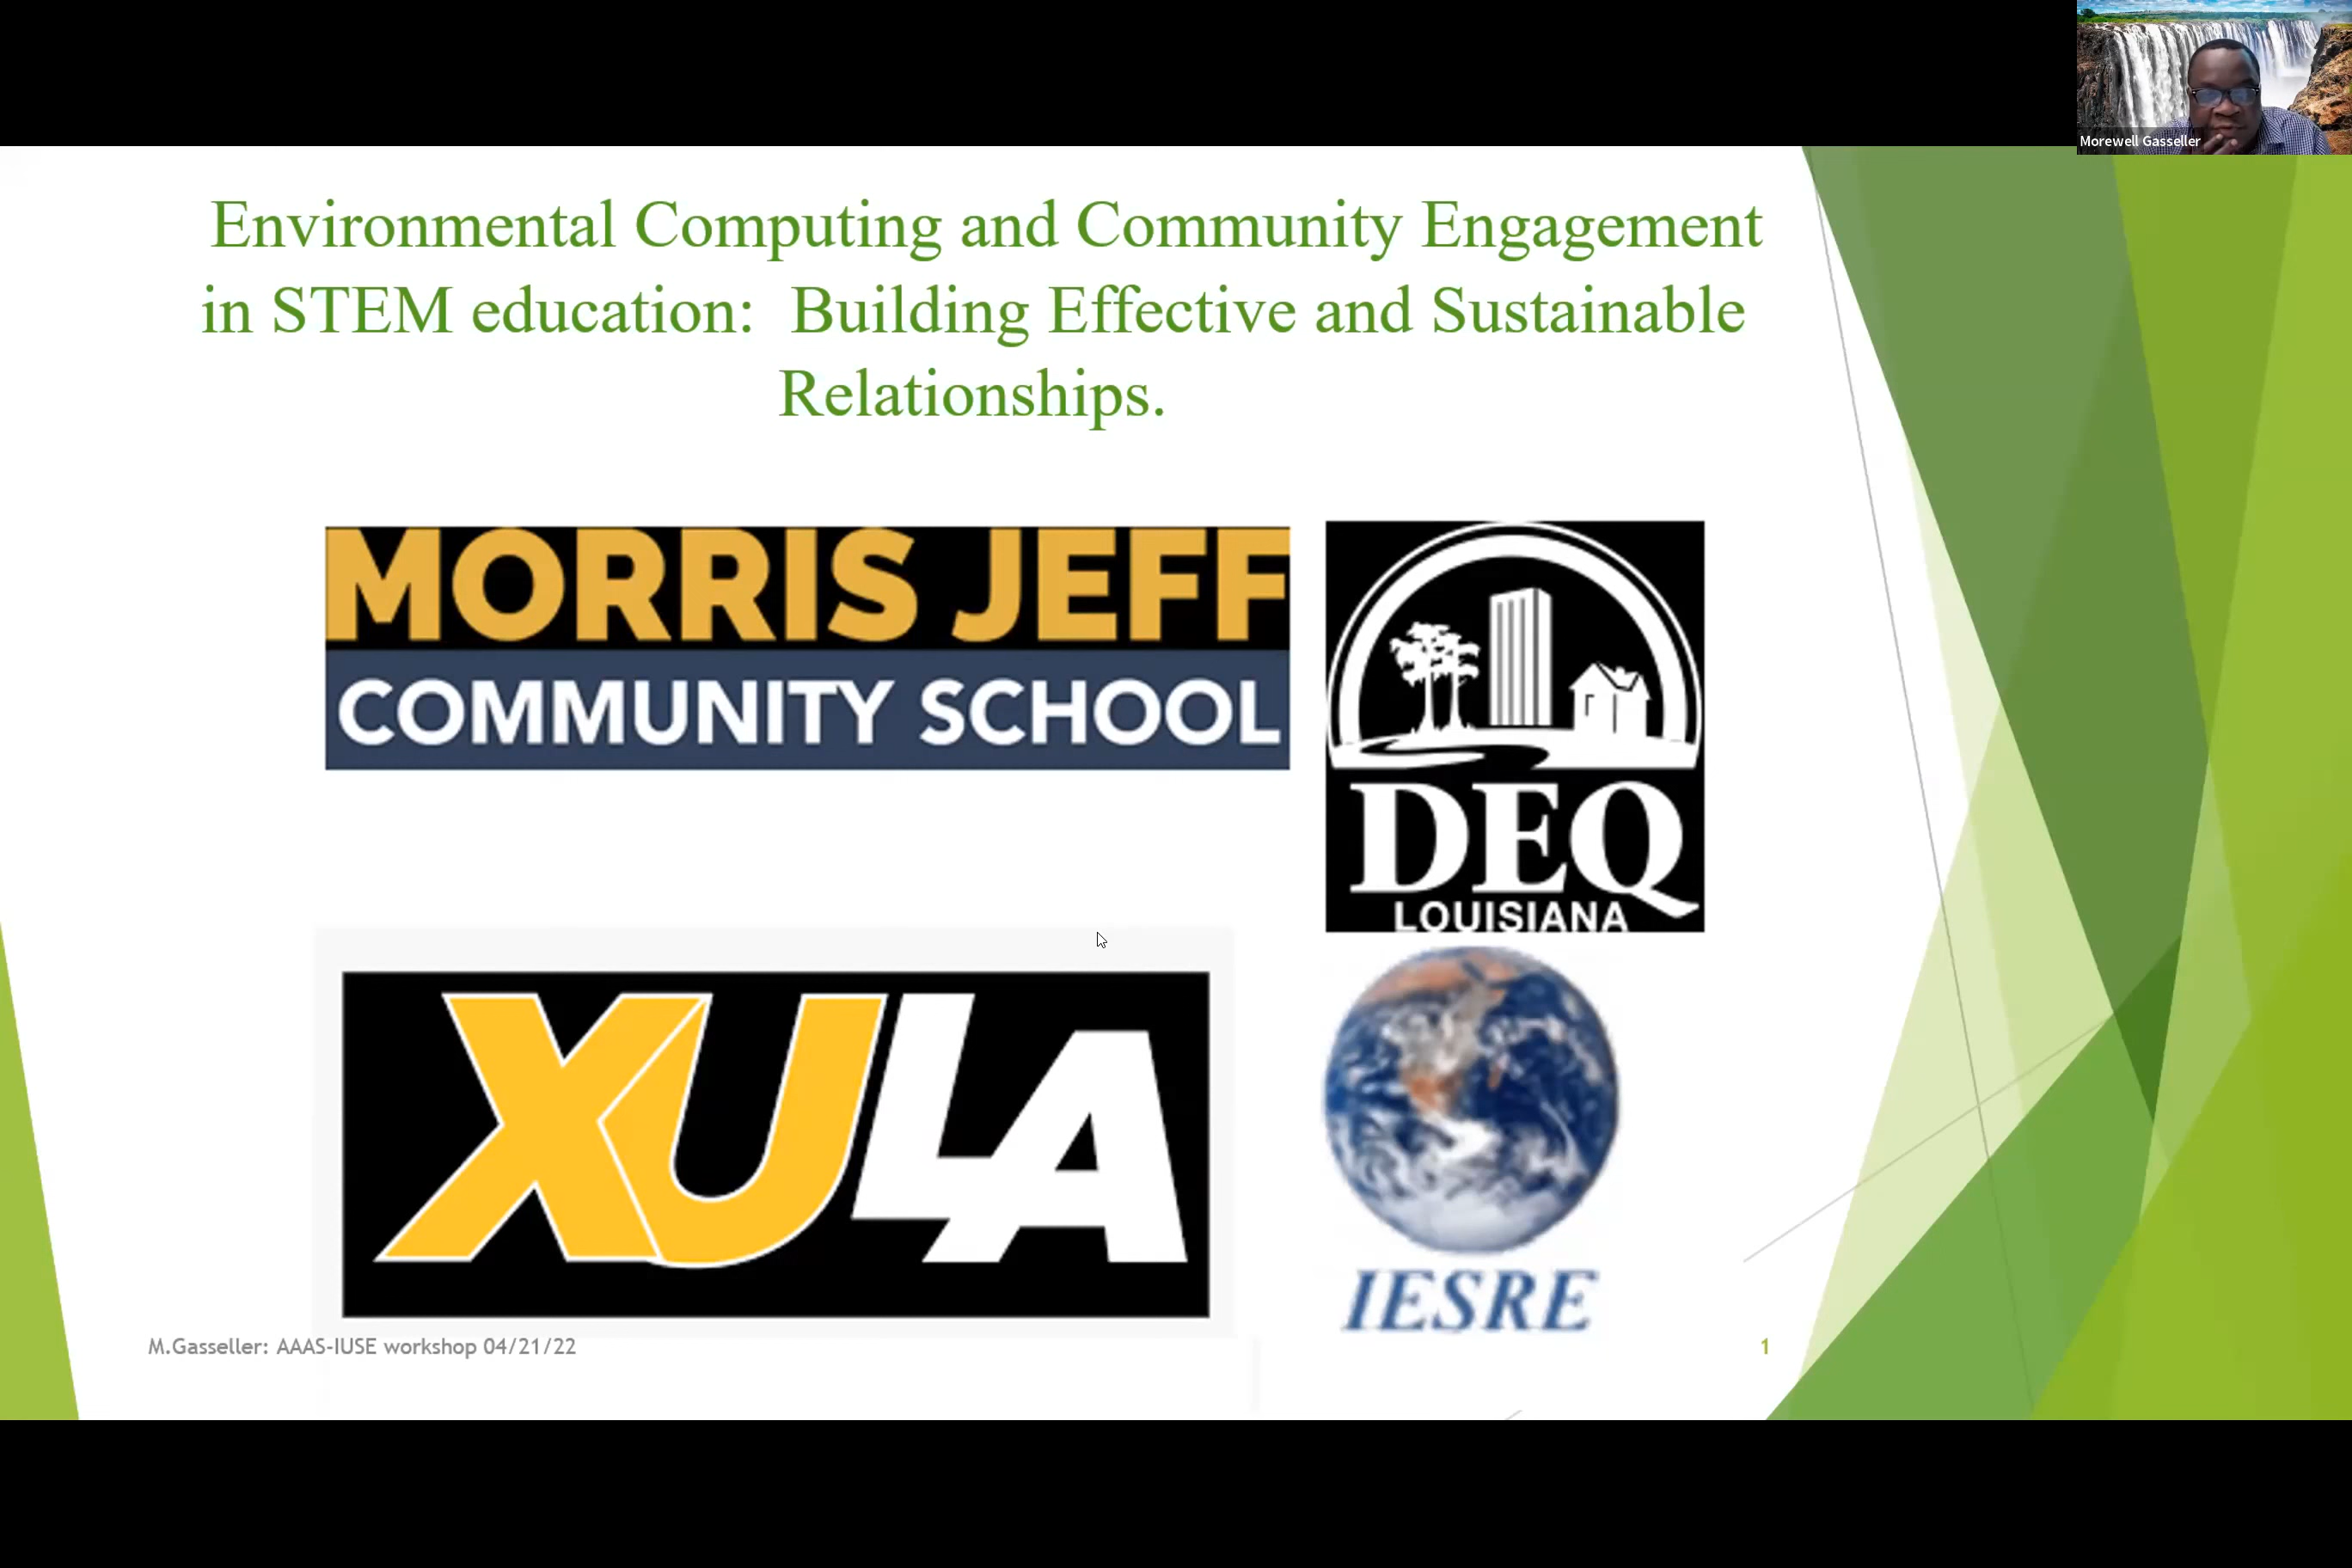 Morewell Gasseller
Environmental Computing and Community Engagement
in STEM education:  Building Effective and Sustainable
Relationships.
MORRIS JEFF
COMMUNITY SCHOOL
DEQ
LOUISIANA
XULA
IESRE
M.Gasseller: AAAS-IUSE workshop 04/21/22
1